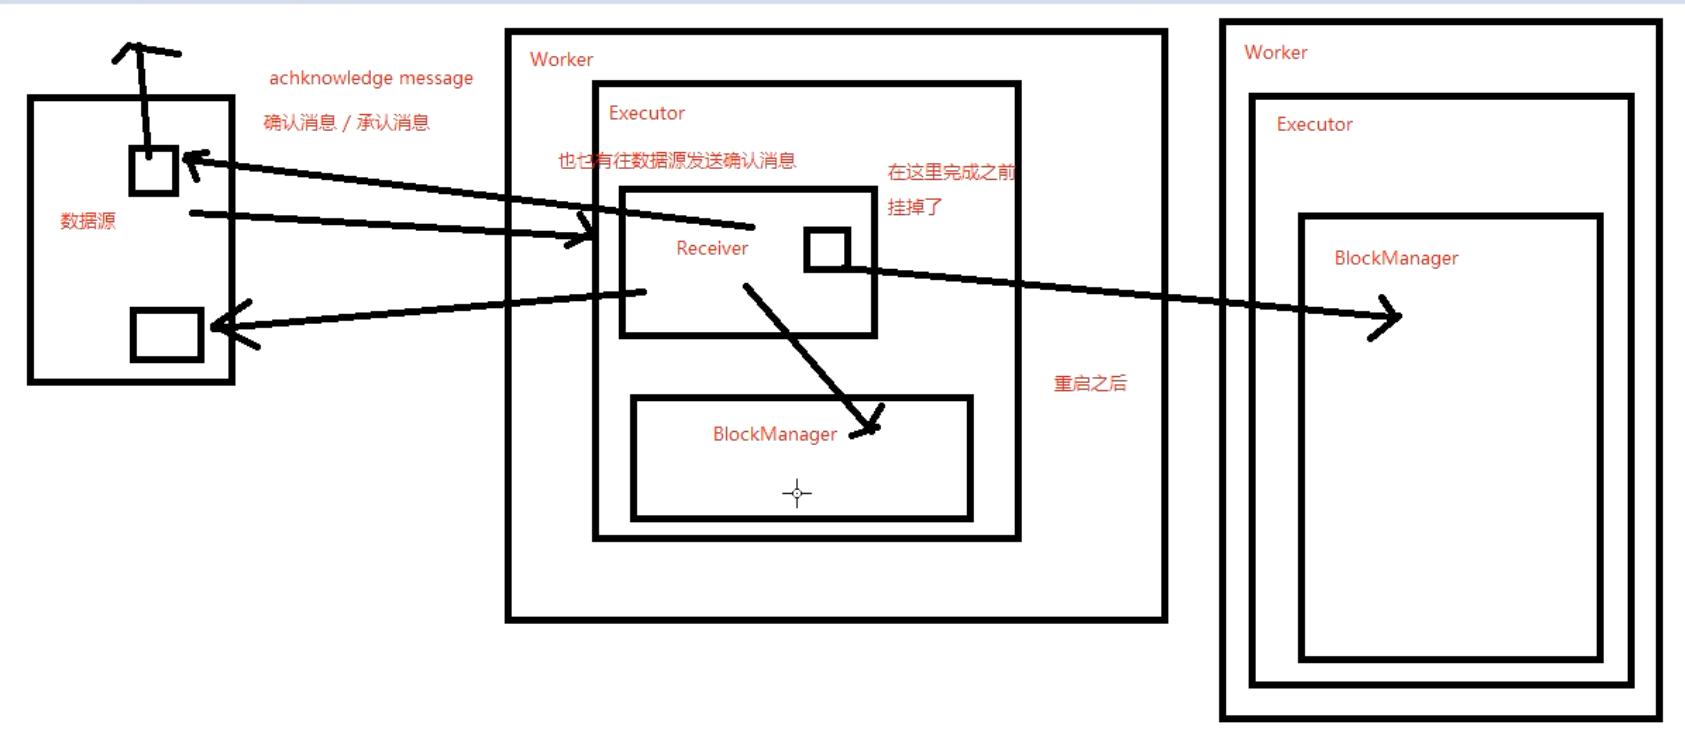 achknowledge message
确认消息 / 承认消息
数据源
Worker
Executor
也乜有往数据源发送确认消息
在这里完成之前
挂掉了
Receiver
BlockManager
重启之后
Worker
Executor
BlockManager